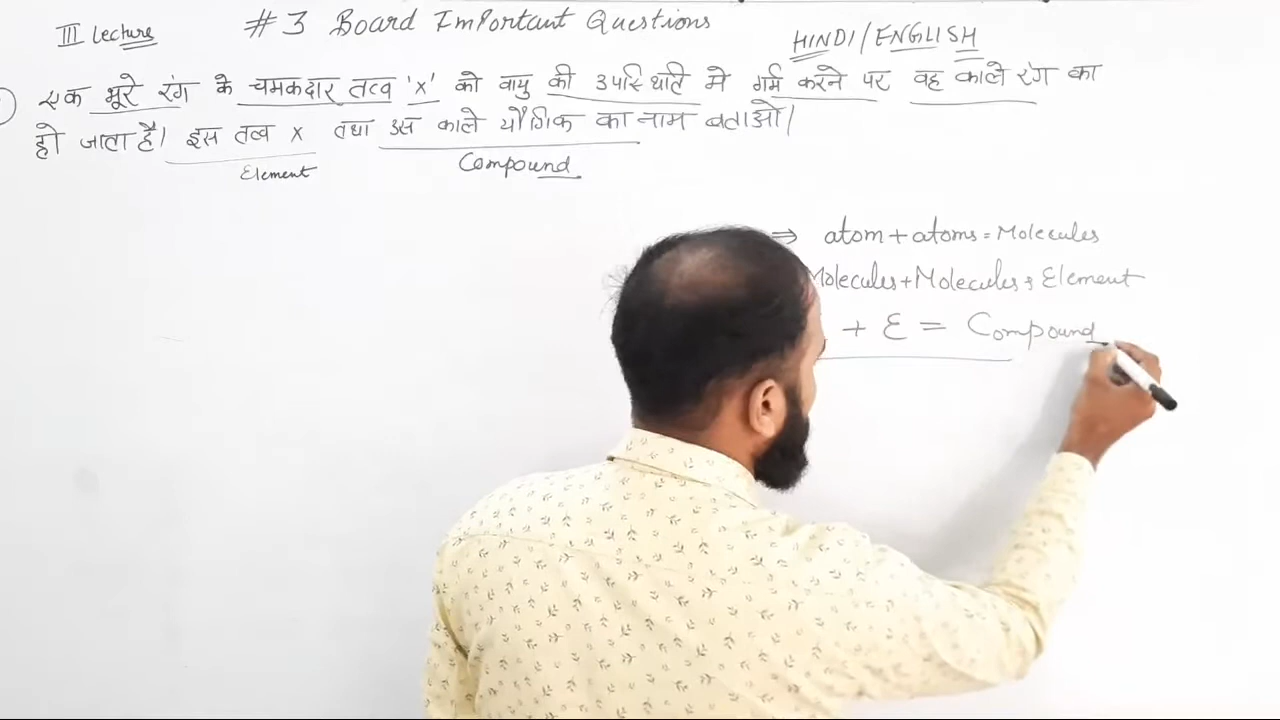 III Lecture
#3 Board ImPortant Questions
HINDI/ENGLISH
एक भूरे रंग के चमकदार तत्व 'x' को वायु की उपस्थिति मे गर्म करने पर वह काले रंग का
हो जाता है। इस तत्व x तथा उस काले यौगिक का नाम बताओ।
Element
Compound
⇒ atom + atoms = Molecules
Molecules + Molecules = Element
+ E = Compound